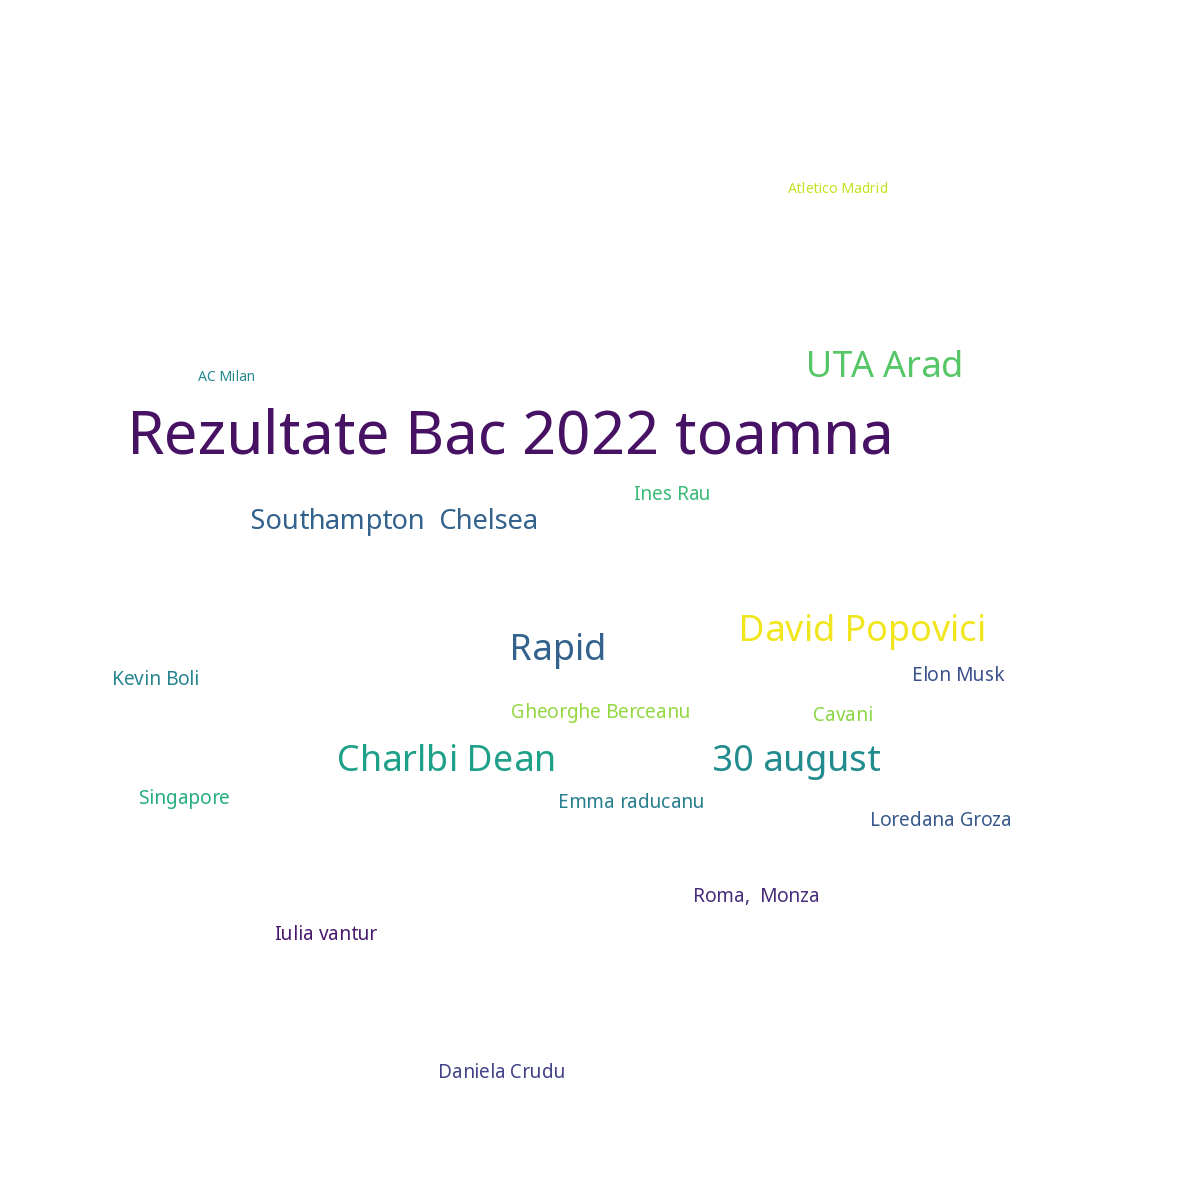 Atletico Madrid
UTA Arad
AC Milan
Rezultate Bac 2022 toamna
Ines Rau
Southampton  Chelsea
David Popovici
Rapid
Elon Musk
Kevin Boli
Gheorghe Berceanu
Cavani
Charlbi Dean
30 august
Singapore
Emma raducanu
Loredana Groza
Roma,  Monza
Iulia vantur
Daniela Crudu